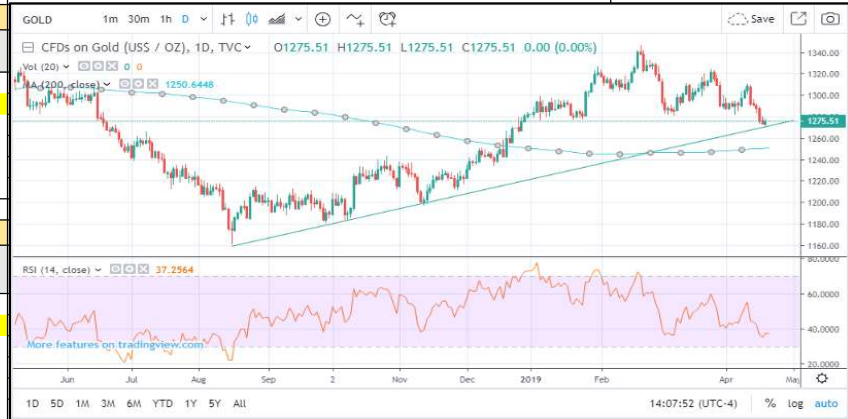 GOLD 1m 30m 1h D Save
CFDs on Gold (US$ / OZ), 1D, TVC O1275.51 H1275.51 L1275.51 C1275.51 0.00 (0.00%)
Vol (20) 0 0
MA (200, close) 1250.6448
1340.00
1320.00
1300.00
1275.51
1260.00
1240.00
1220.00
1200.00
1180.00
1160.00
RSI (14, close) 37.2564
80.0000
60.0000
40.0000
20.0000
More features on tradingview.com
Jun Jul Aug Sep 2 Nov Dec 2019 Feb Apr May
1D 5D 1M 3M 6M YTD 1Y 5Y All 14:07:52 (UTC-4) % log auto